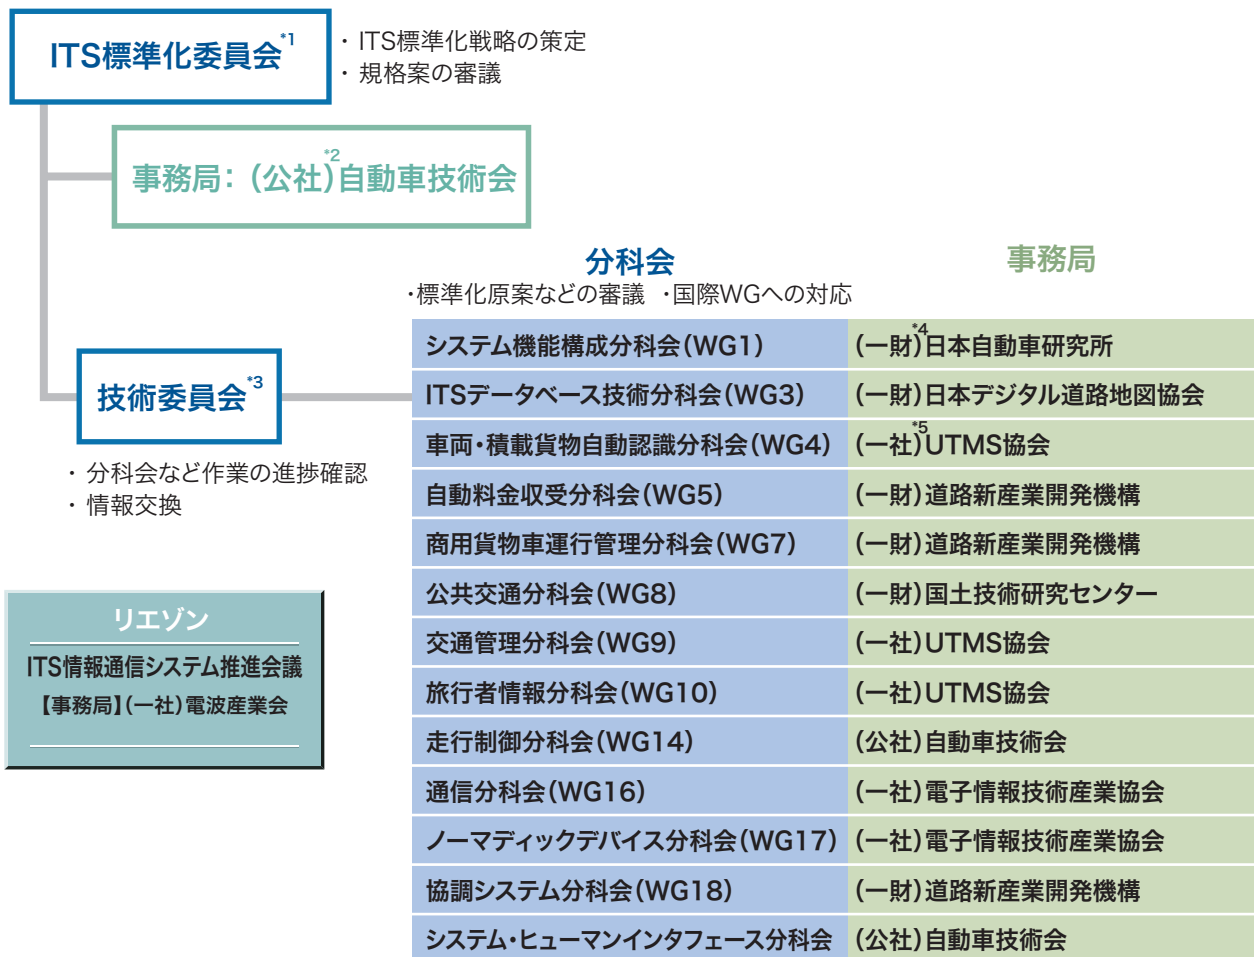 ITS標準化委員会*1
・ ITS標準化戦略の策定
・ 規格案の審議
事務局：（公社）*2自動車技術会
分科会
事務局
・標準化原案などの審議 ・国際WGへの対応
システム機能構成分科会（WG1） （一財）*4日本自動車研究所
技術委員会*3
ITSデータベース技術分科会（WG3） （一財）日本デジタル道路地図協会
車両・積載貨物自動認識分科会（WG4） （一社）*5UTMS協会
・ 分科会など作業の進捗確認
・ 情報交換
自動料金収受分科会（WG5） （一財）道路新産業開発機構
商用貨物車運行管理分科会（WG7） （一財）道路新産業開発機構
公共交通分科会（WG8） （一財）国土技術研究センター
交通管理分科会（WG9） （一社）UTMS協会
旅行者情報分科会（WG10） （一社）UTMS協会
走行制御分科会（WG14） （公社）自動車技術会
通信分科会（WG16） （一社）電子情報技術産業協会
ノーマディックデバイス分科会（WG17） （一社）電子情報技術産業協会
協調システム分科会（WG18） （一財）道路新産業開発機構
システム・ヒューマンインタフェース分科会 （公社）自動車技術会
リエゾン
ITS情報通信システム推進会議
【事務局】（一社）電波産業会